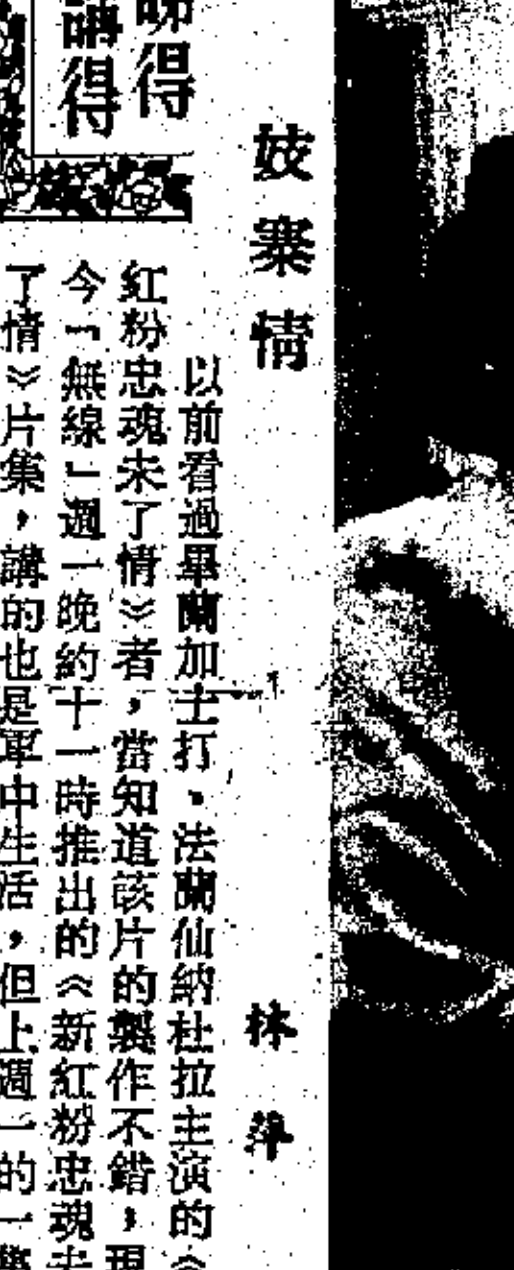 妓寨情
林
以前看過畢蘭加士打・法蘭仙納杜拉主演的《
紅粉忠魂未了情》者，當知道該片的製作不錯，現
今「無線」週一晚約十一時推出的《新紅粉忠魂未
了情》片集，講的也是軍中生活，但上週一的一集
得
得